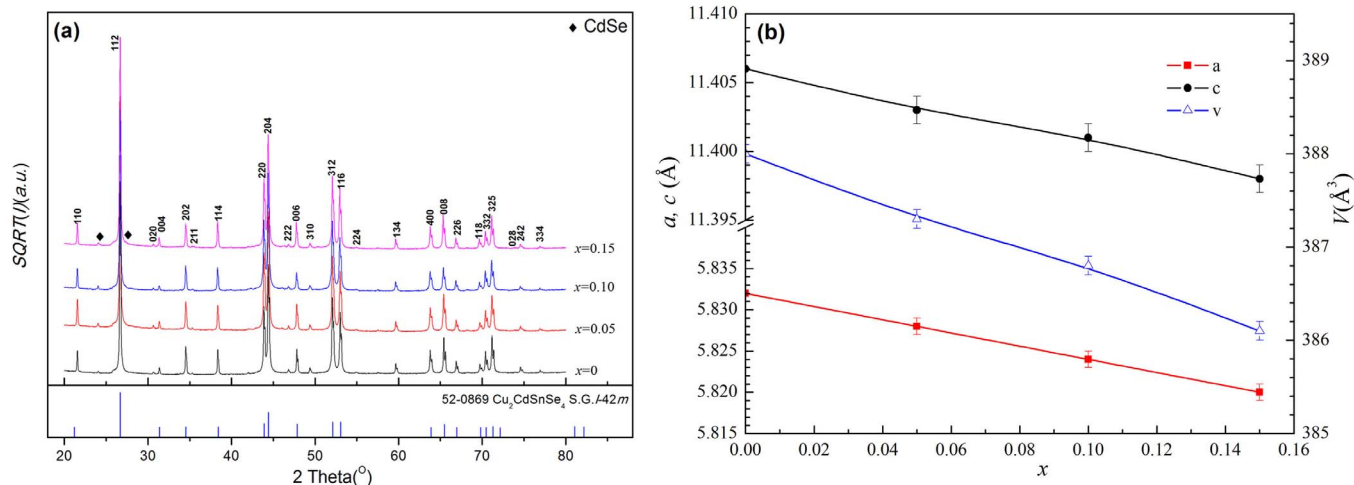 (a)
◆ CdSe
SQRT(I)(a.u.)
112
110
020
004
202
211
114
220
204
222
006
310
312
116
224
134
400
008
226
118
332
325
028
242
334
x=0.15
x=0.10
x=0.05
x=0
52-0869 Cu₂CdSnSe₄ S.G.I-42m
20 30 40 50 60 70 80
2 Theta(O)
(b)
a
c
v
a, c (Å)
11.410
11.405
11.400
11.395
5.835
5.830
5.825
5.820
5.815
V(Å³)
389
388
387
386
385
0.00 0.02 0.04 0.06 0.08 0.10 0.12 0.14 0.16
x